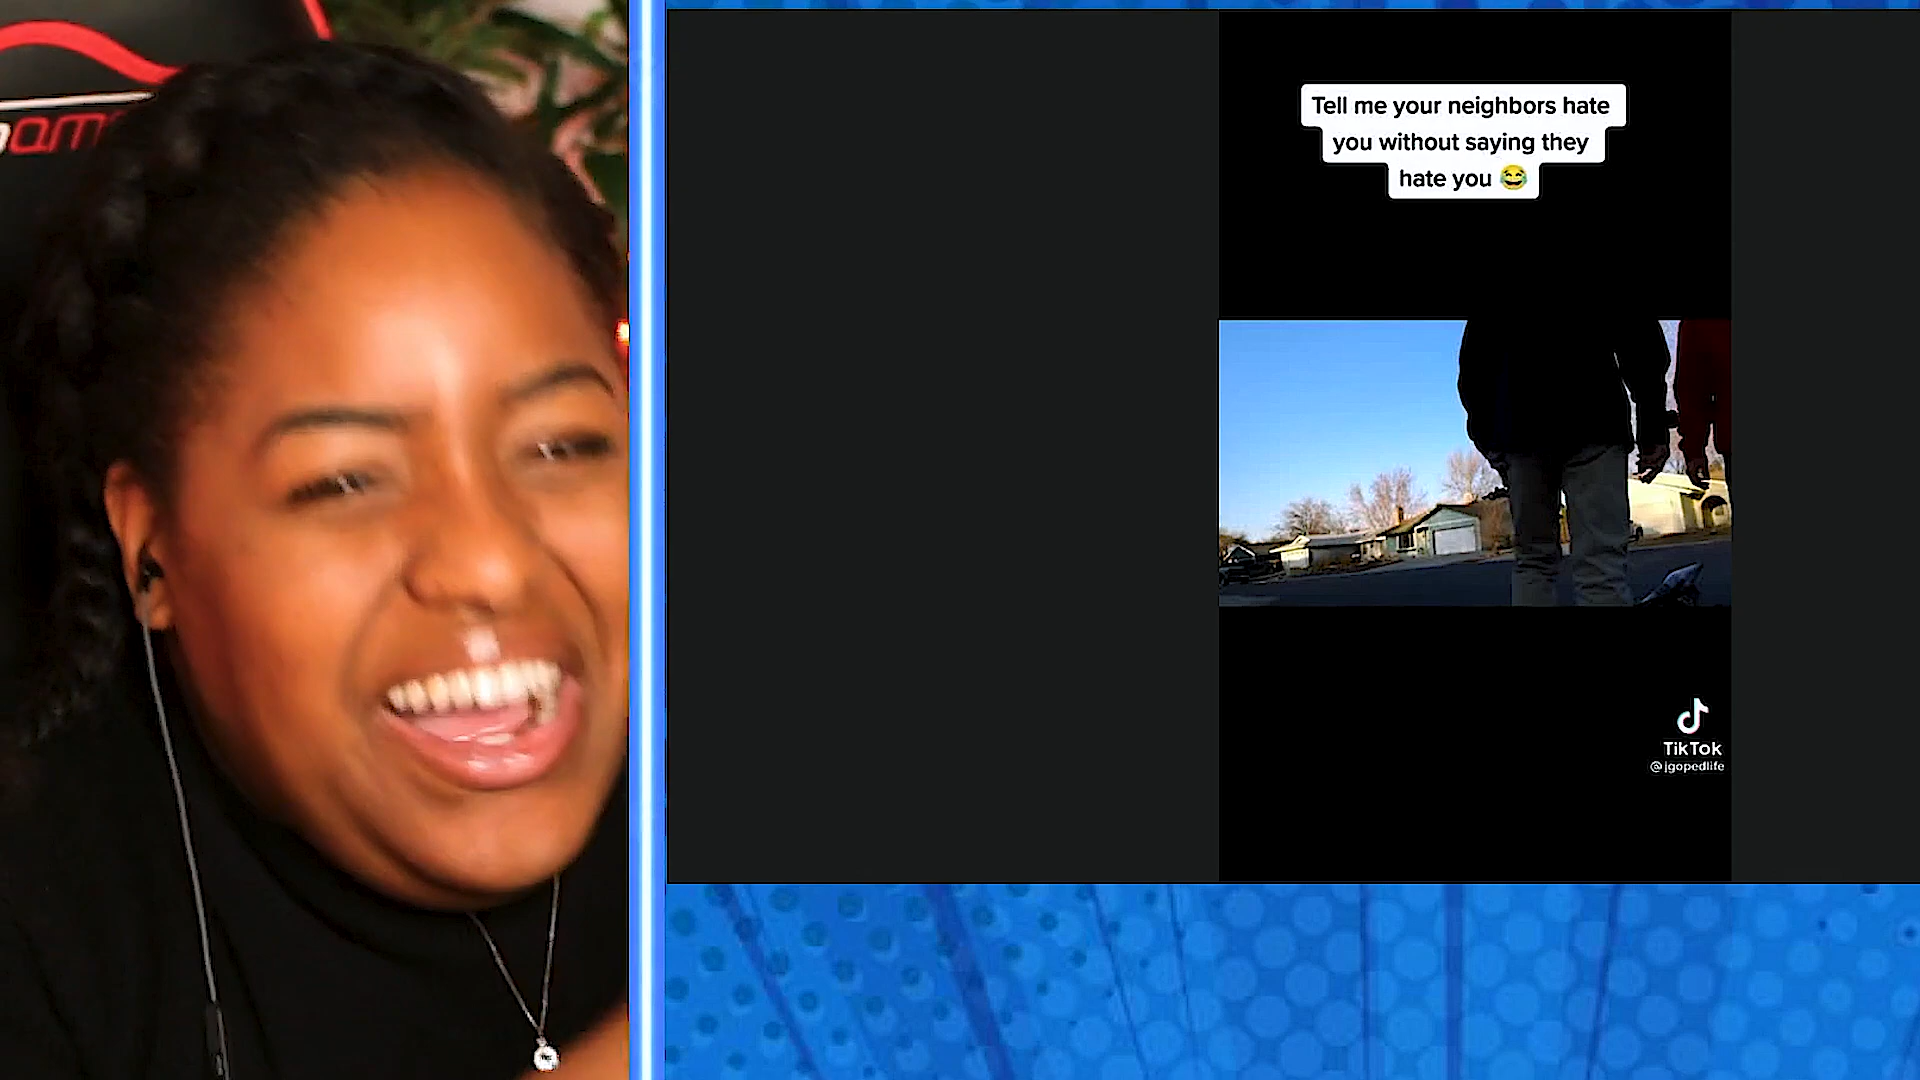 Tell me your neighbors hate
you without saying they
hate you 😂
TikTok
@jgopedlife